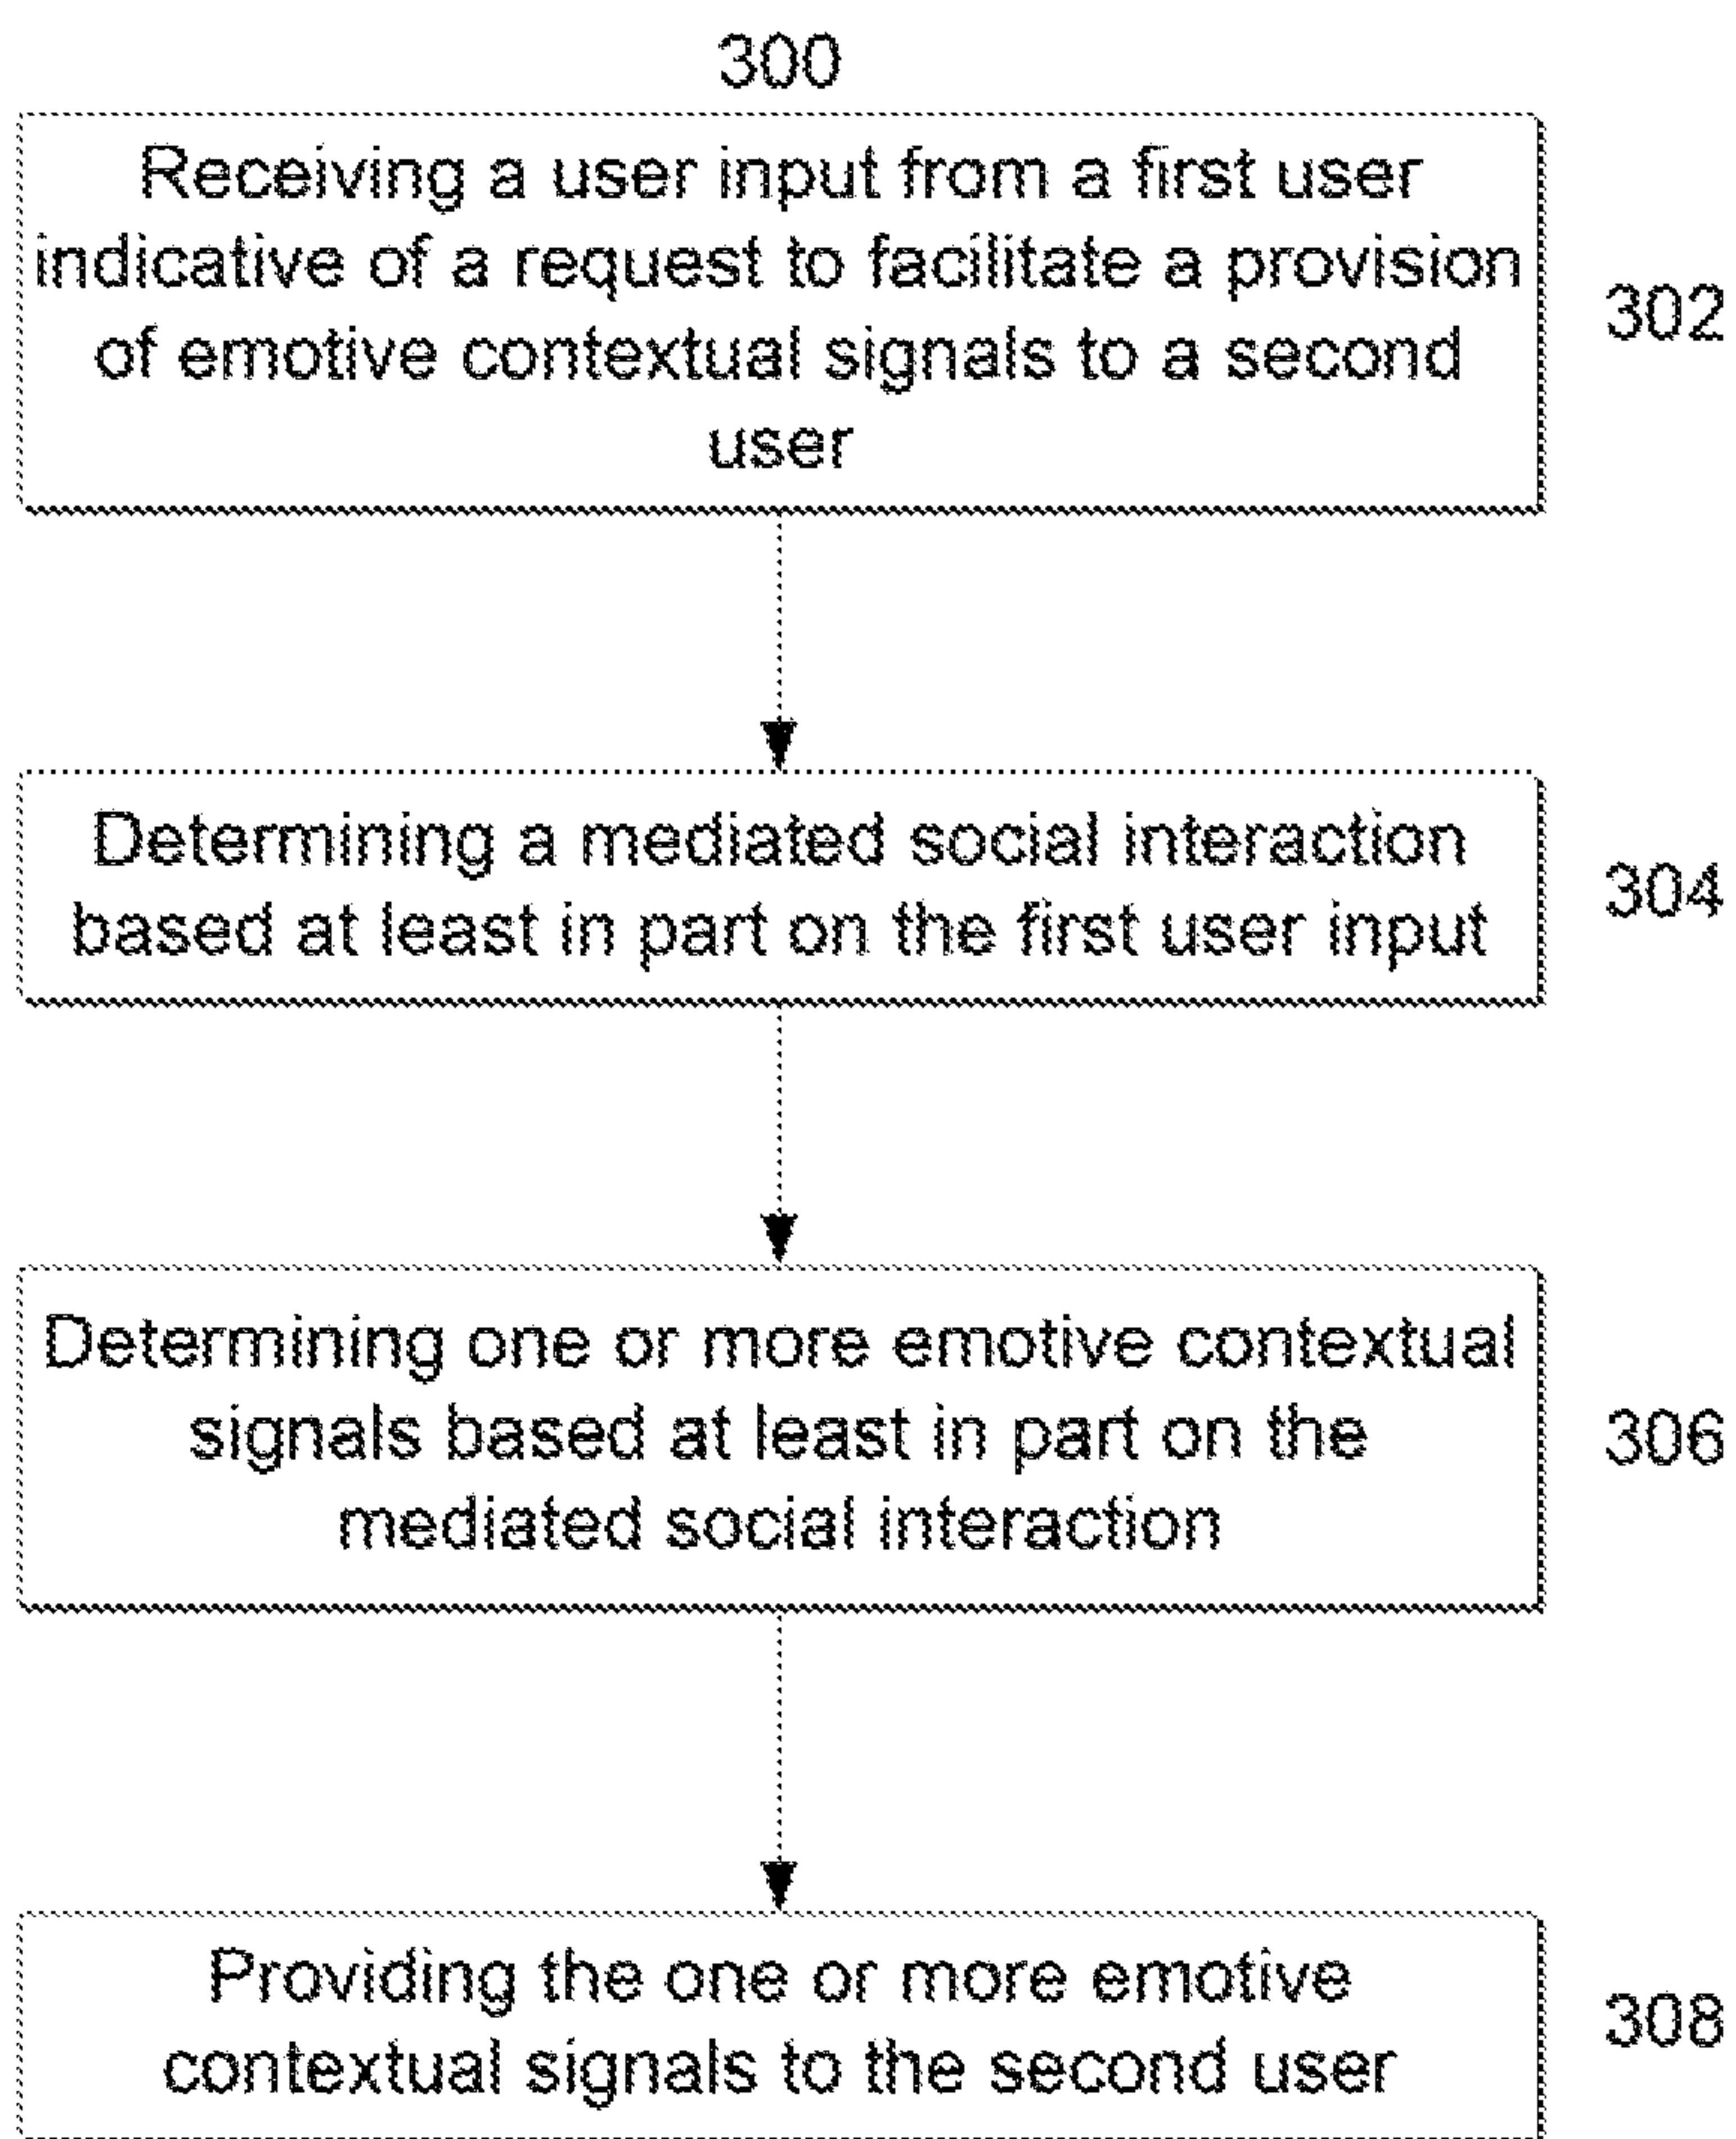 300
Receiving a user input from a first user
indicative of a request to facilitate a provision
of emotive contextual signals to a second
user
302
Determining a mediated social interaction
based at least in part on the first user input
304
Determining one or more emotive contextual
signals based at least in part on the
mediated social interaction
306
Providing the one or more emotive
contextual signals to the second user
308